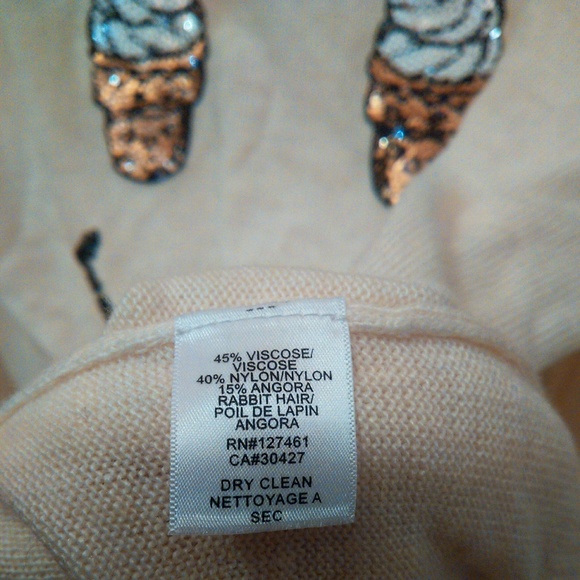 45% VISCOSE/
VISCOSE
40% NYLON/NYLON
15% ANGORA
RABBIT HAIR/
POIL DE LAPIN
ANGORA
RN#127461
CA#30427
DRY CLEAN
NETTOYAGE A
SEC